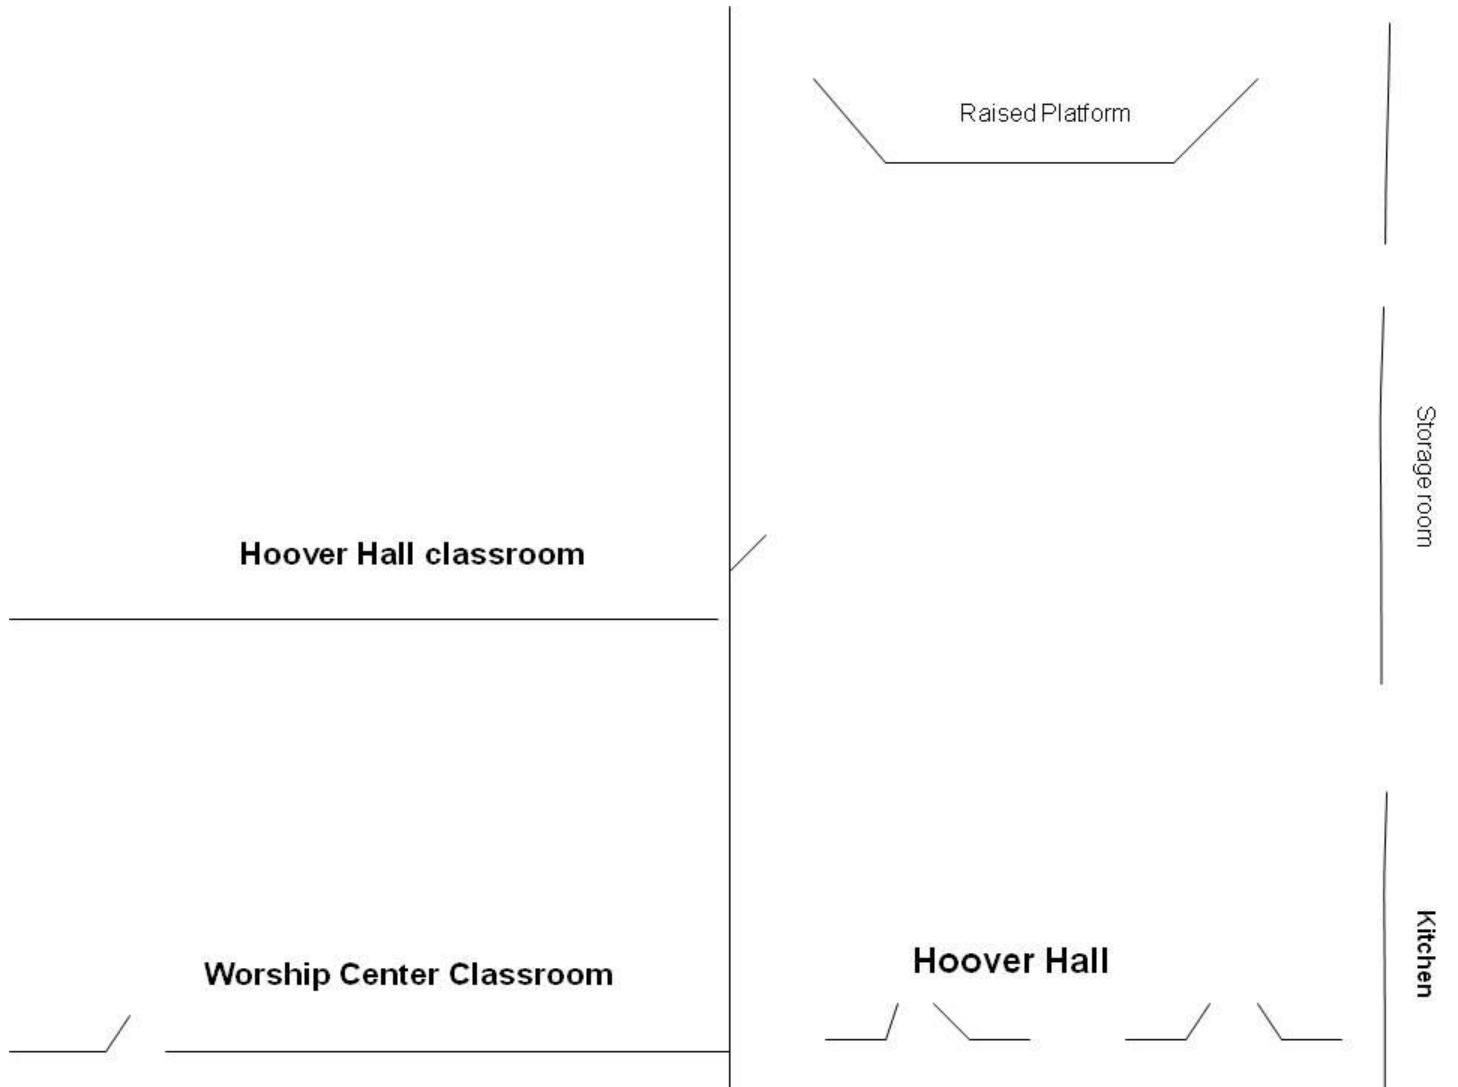 Raised Platform
Storage room
Hoover Hall classroom
Hoover Hall
Worship Center Classroom
Kitchen